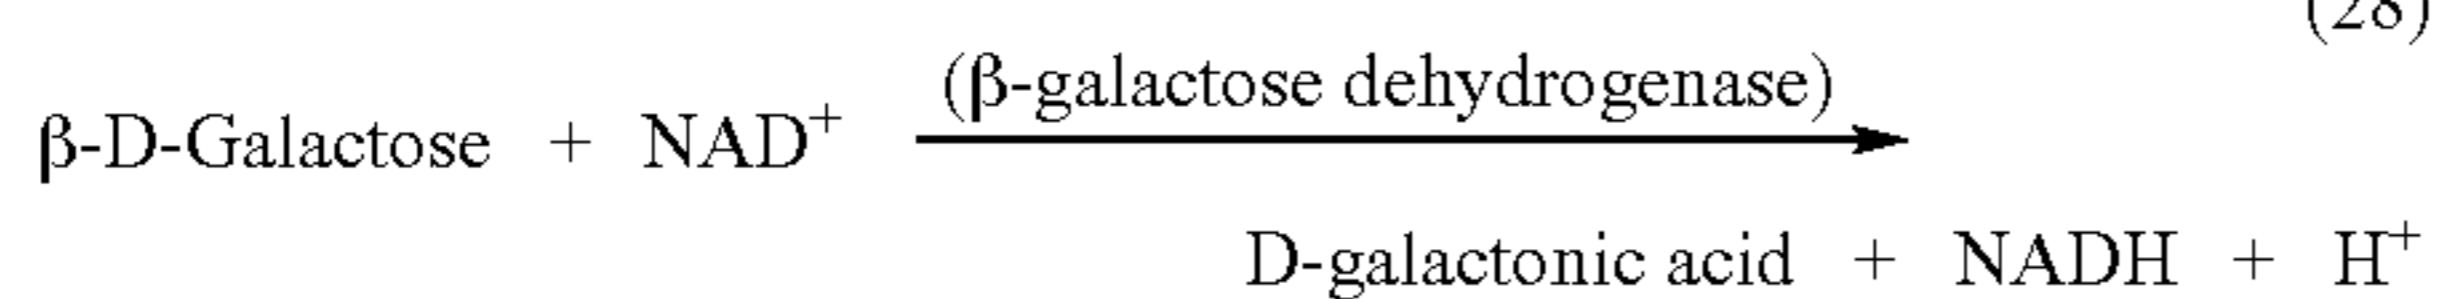 (28)
(β-galactose dehydrogenase)
β-D-Galactose + NAD⁺
D-galactonic acid + NADH + H⁺